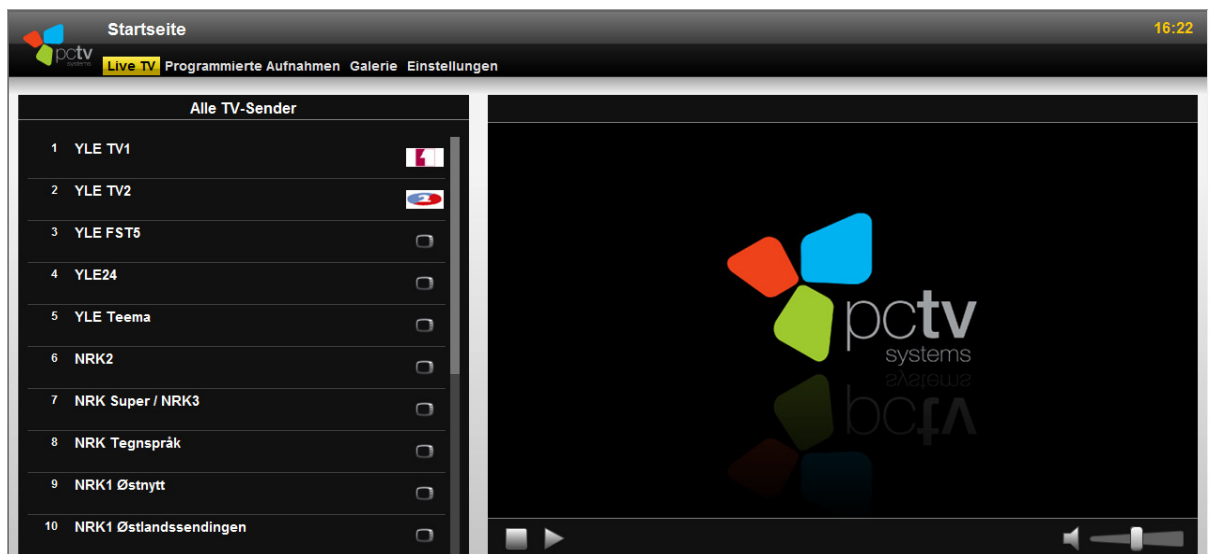 Startseite
16:22
pctv
systems
Live TV Programmierte Aufnahmen Galerie Einstellungen
Alle TV-Sender
1 YLE TV1
2 YLE TV2
3 YLE FST5
4 YLE24
5 YLE Teema
6 NRK2
7 NRK Super / NRK3
8 NRK Tegnspråk
9 NRK1 Østnytt
10 NRK1 Østlandssendingen
pctv
systems